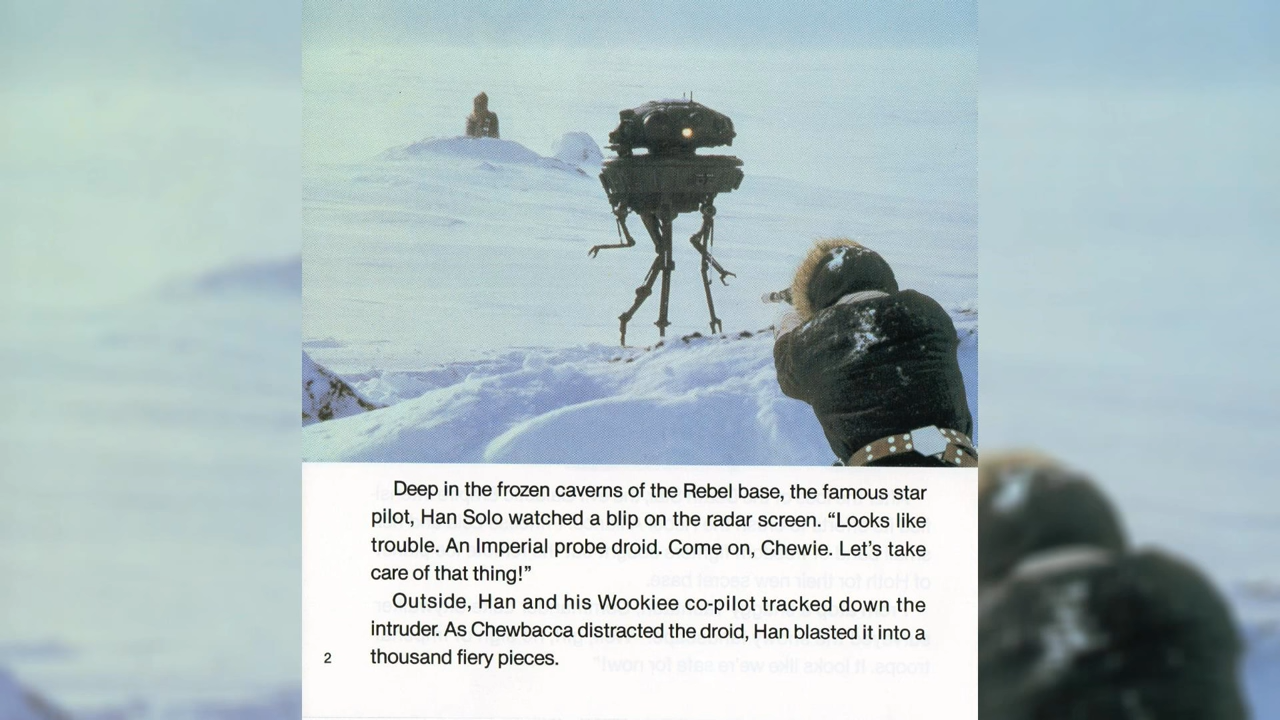 Deep in the frozen caverns of the Rebel base, the famous star
pilot, Han Solo watched a blip on the radar screen. “Looks like
trouble. An Imperial probe droid. Come on, Chewie. Let’s take
care of that thing!”
Outside, Han and his Wookiee co-pilot tracked down the
intruder. As Chewbacca distracted the droid, Han blasted it into a
thousand fiery pieces.
2